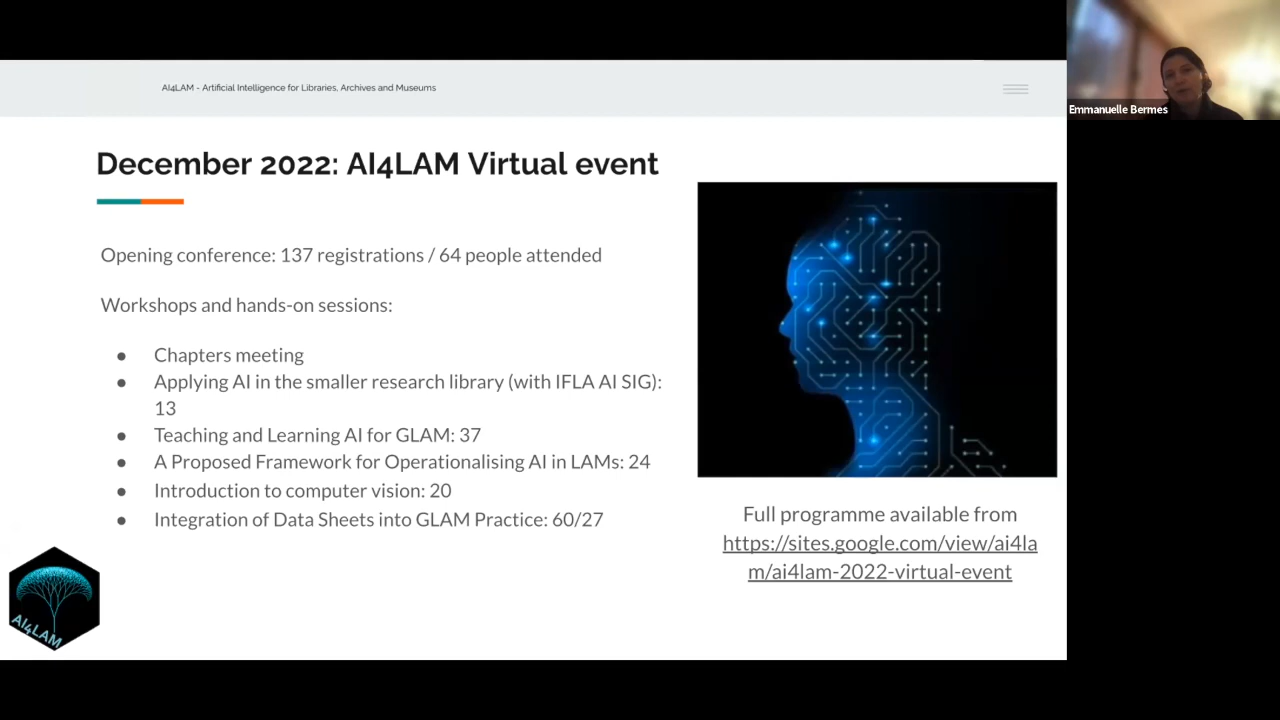 AI4LAM - Artificial Intelligence for Libraries, Archives and Museums
Emmanuelle Bermes
December 2022: AI4LAM Virtual event
Opening conference: 137 registrations / 64 people attended
Workshops and hands-on sessions:
● Chapters meeting
● Applying AI in the smaller research library (with IFLA AI SIG):
13
● Teaching and Learning AI for GLAM: 37
● A Proposed Framework for Operationalising AI in LAMs: 24
● Introduction to computer vision: 20
● Integration of Data Sheets into GLAM Practice: 60/27
Full programme available from
https://sites.google.com/view/ai4la
m/ai4lam-2022-virtual-event
AI4LAM